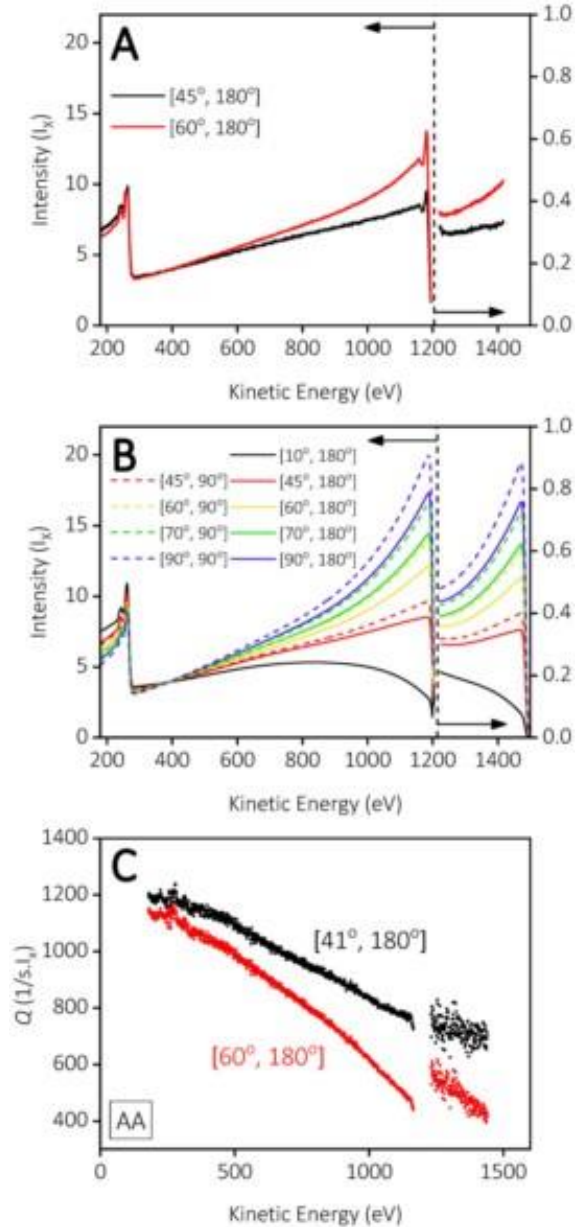 A
[45°, 180°]
[60°, 180°]
Intensity (Iₓ)
20
15
10
5
0
1.0
0.8
0.6
0.4
0.2
0.0
200 400 600 800 1000 1200 1400
Kinetic Energy (eV)
B
[10°, 180°]
[45°, 90°] [45°, 180°]
[60°, 90°] [60°, 180°]
[70°, 90°] [70°, 180°]
[90°, 90°] [90°, 180°]
Intensity (Iₓ)
20
15
10
5
0
1.0
0.8
0.6
0.4
0.2
0.0
200 400 600 800 1000 1200 1400
Kinetic Energy (eV)
C
[41°, 180°]
[60°, 180°]
AA
Q (1/s.Iₓ)
1400
1200
1000
800
600
400
0 500 1000 1500
Kinetic Energy (eV)